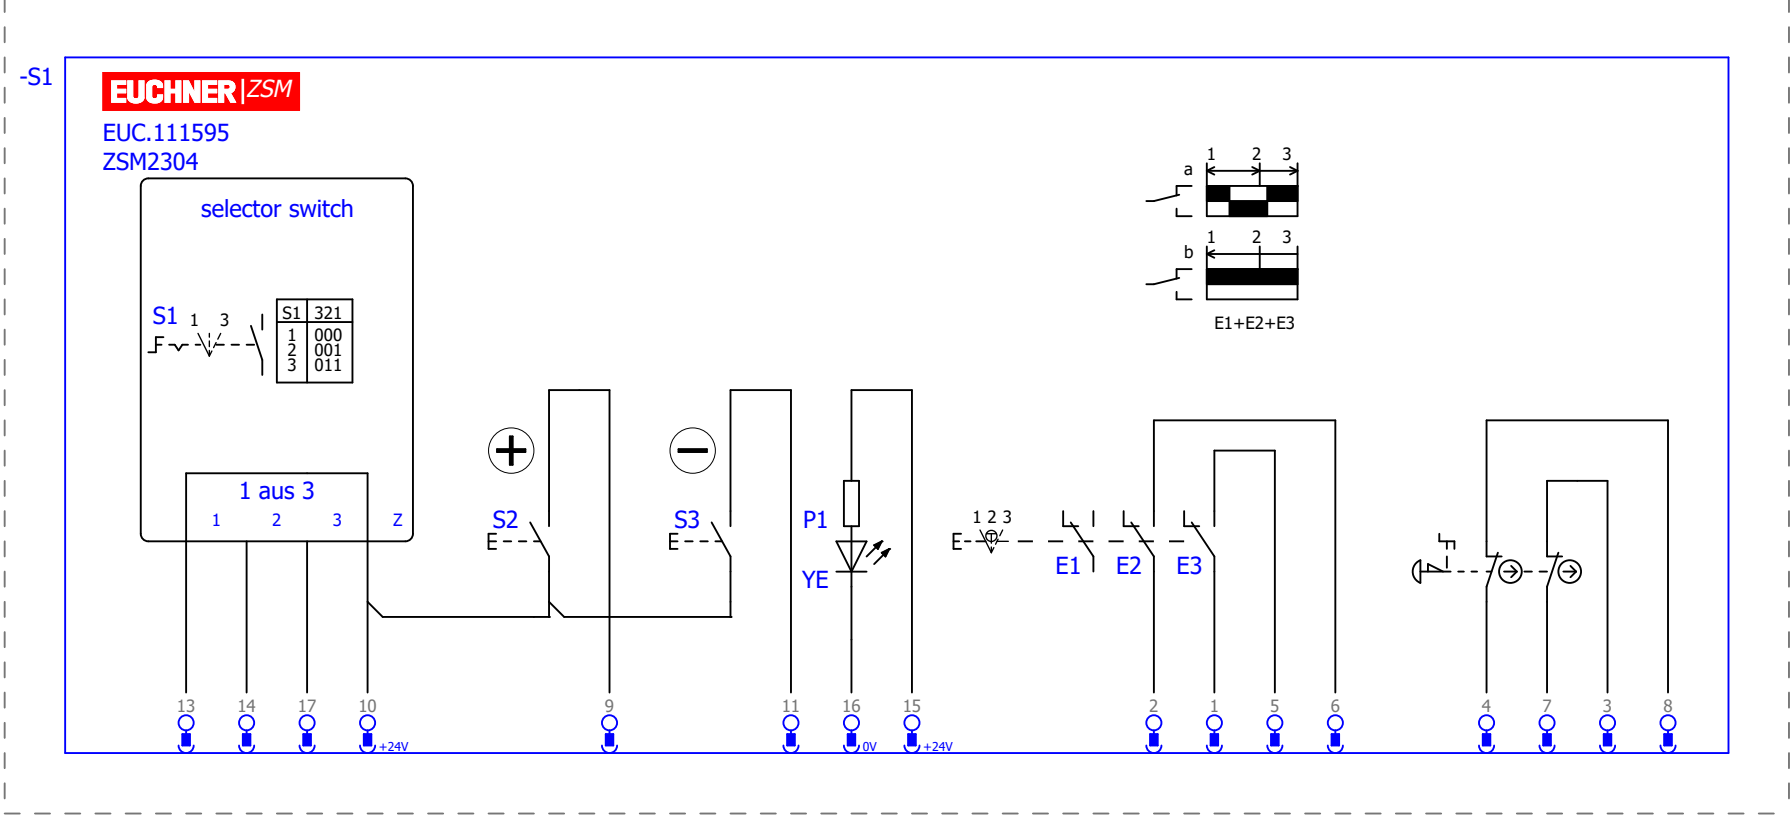 -S1
EUCHNER|ZSM
EUC.111595
ZSM2304
selector switch
S1 1 3
S1 321
1 000
2 001
3 011
1 aus 3
1 2 3 Z
S2
S3
P1
YE
1 2 3
a
1 2 3
b
E1+E2+E3
1 2 3
T
E1 E2 E3
13 14 17 10 9 11 16 15 2 1 5 6 4 7 3 8
+24V 0V +24V